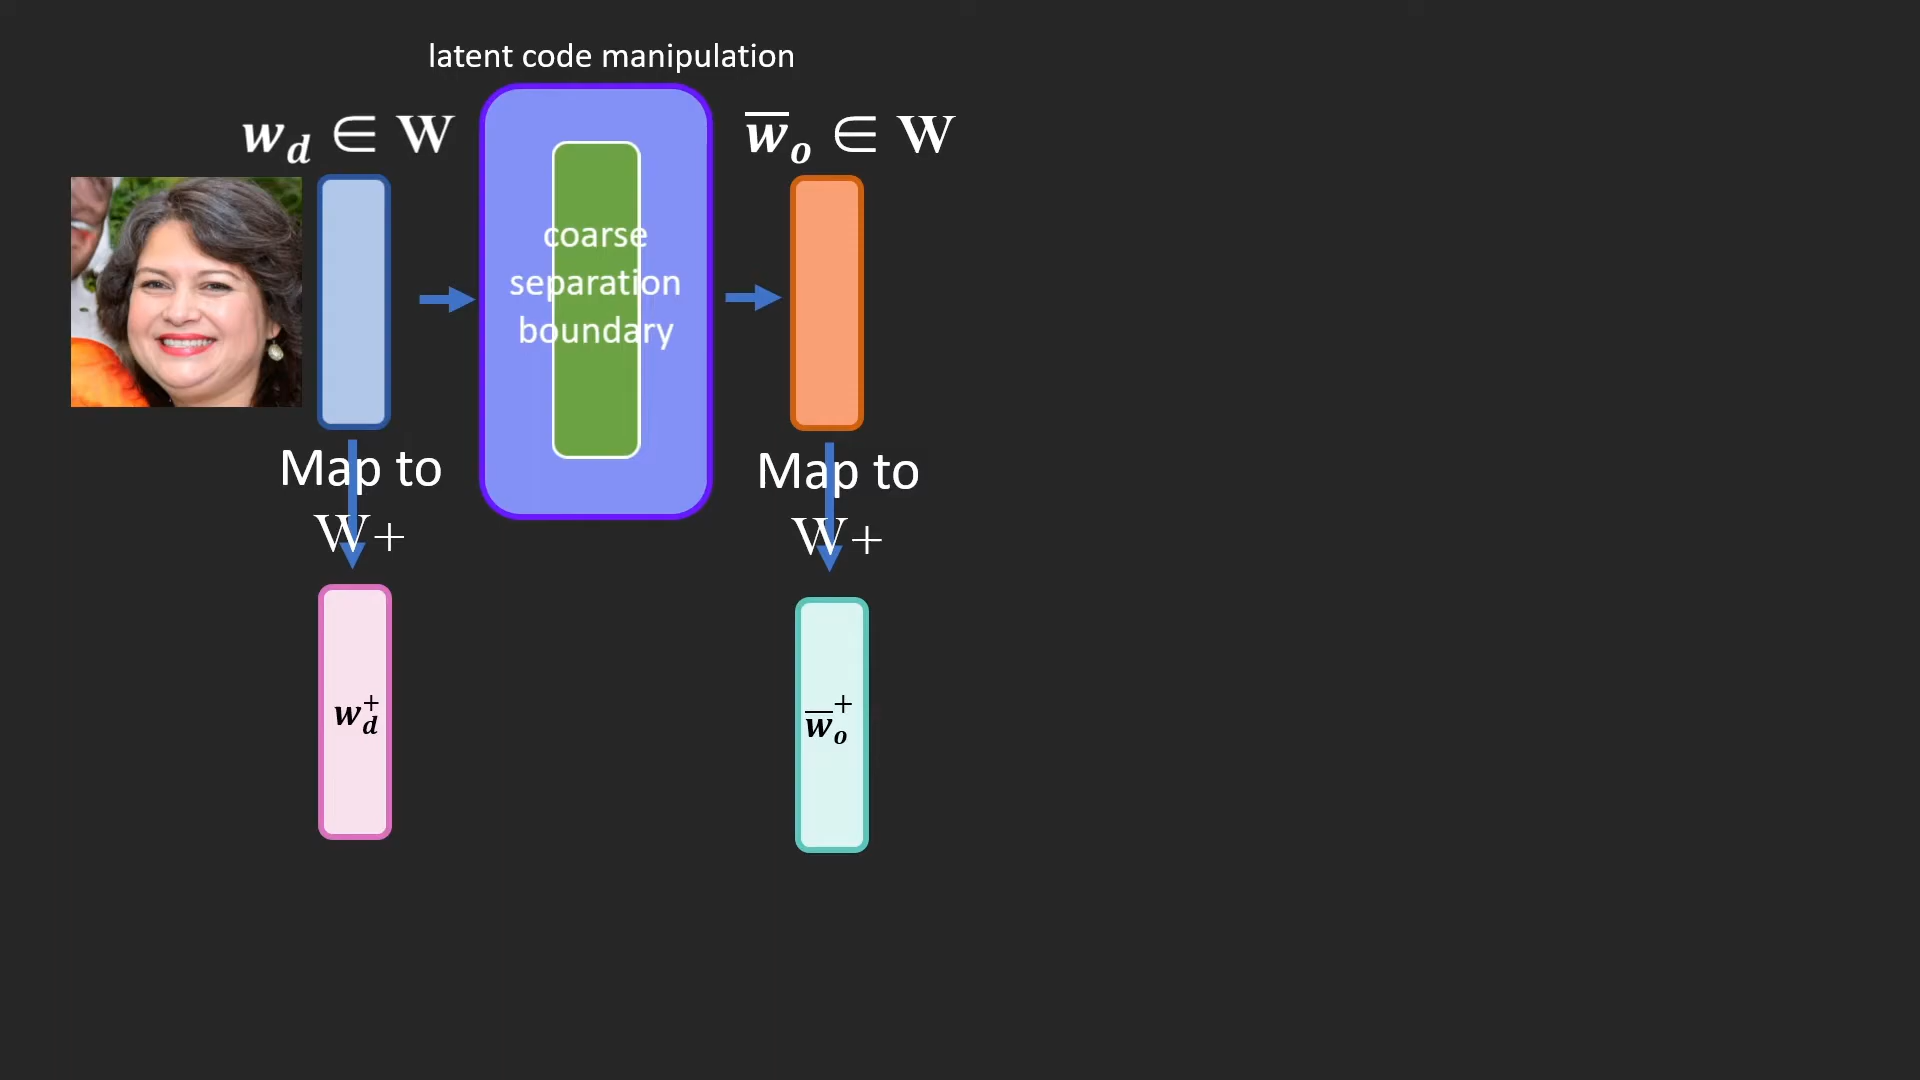 latent code manipulation
w_d ∈ W
w̅_o ∈ W
coarse
separation
boundary
Map to
W+
Map to
W+
w_d^+
w̅_o^+